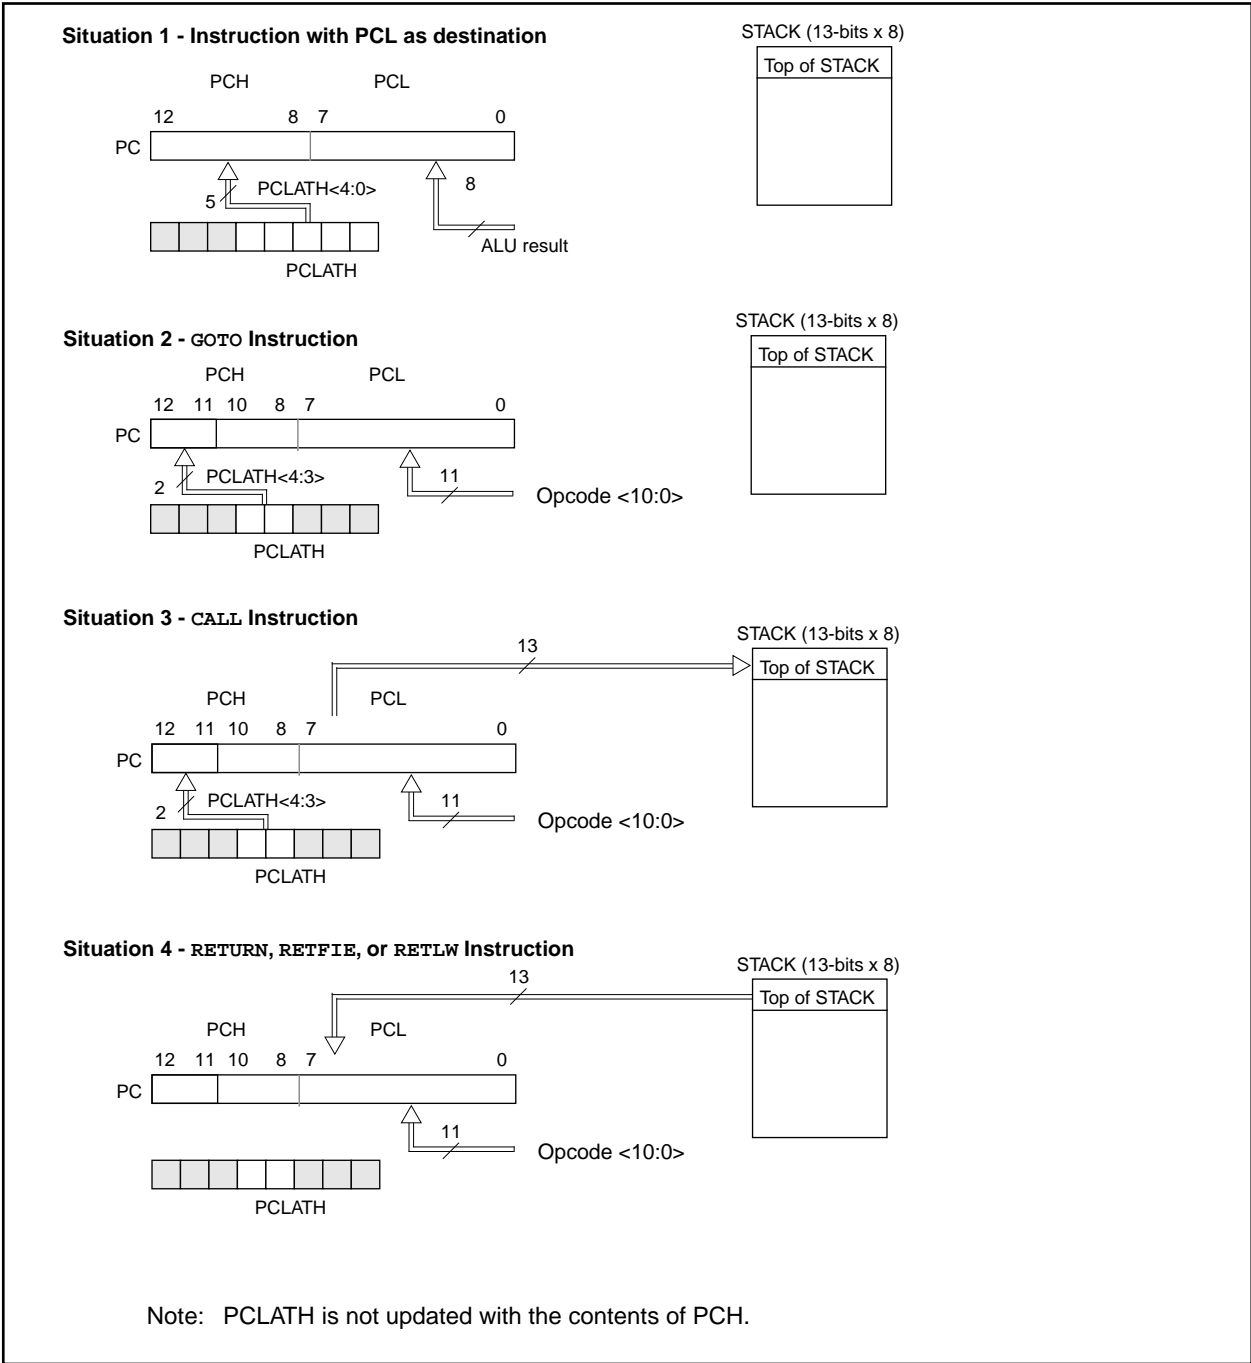 Situation 1 - Instruction with PCL as destination
STACK (13-bits x 8)
Top of STACK
PCH PCL
12 8 7 0
PC
5 PCLATH<4:0> 8
ALU result
PCLATH
Situation 2 - GOTO Instruction
STACK (13-bits x 8)
Top of STACK
PCH PCL
12 11 10 8 7 0
PC
2 PCLATH<4:3> 11
Opcode <10:0>
PCLATH
Situation 3 - CALL Instruction
STACK (13-bits x 8)
13
Top of STACK
PCH PCL
12 11 10 8 7 0
PC
2 PCLATH<4:3> 11
Opcode <10:0>
PCLATH
Situation 4 - RETURN, RETFIE, or RETLW Instruction
STACK (13-bits x 8)
13
Top of STACK
PCH PCL
12 11 10 8 7 0
PC
11
Opcode <10:0>
PCLATH
Note: PCLATH is not updated with the contents of PCH.